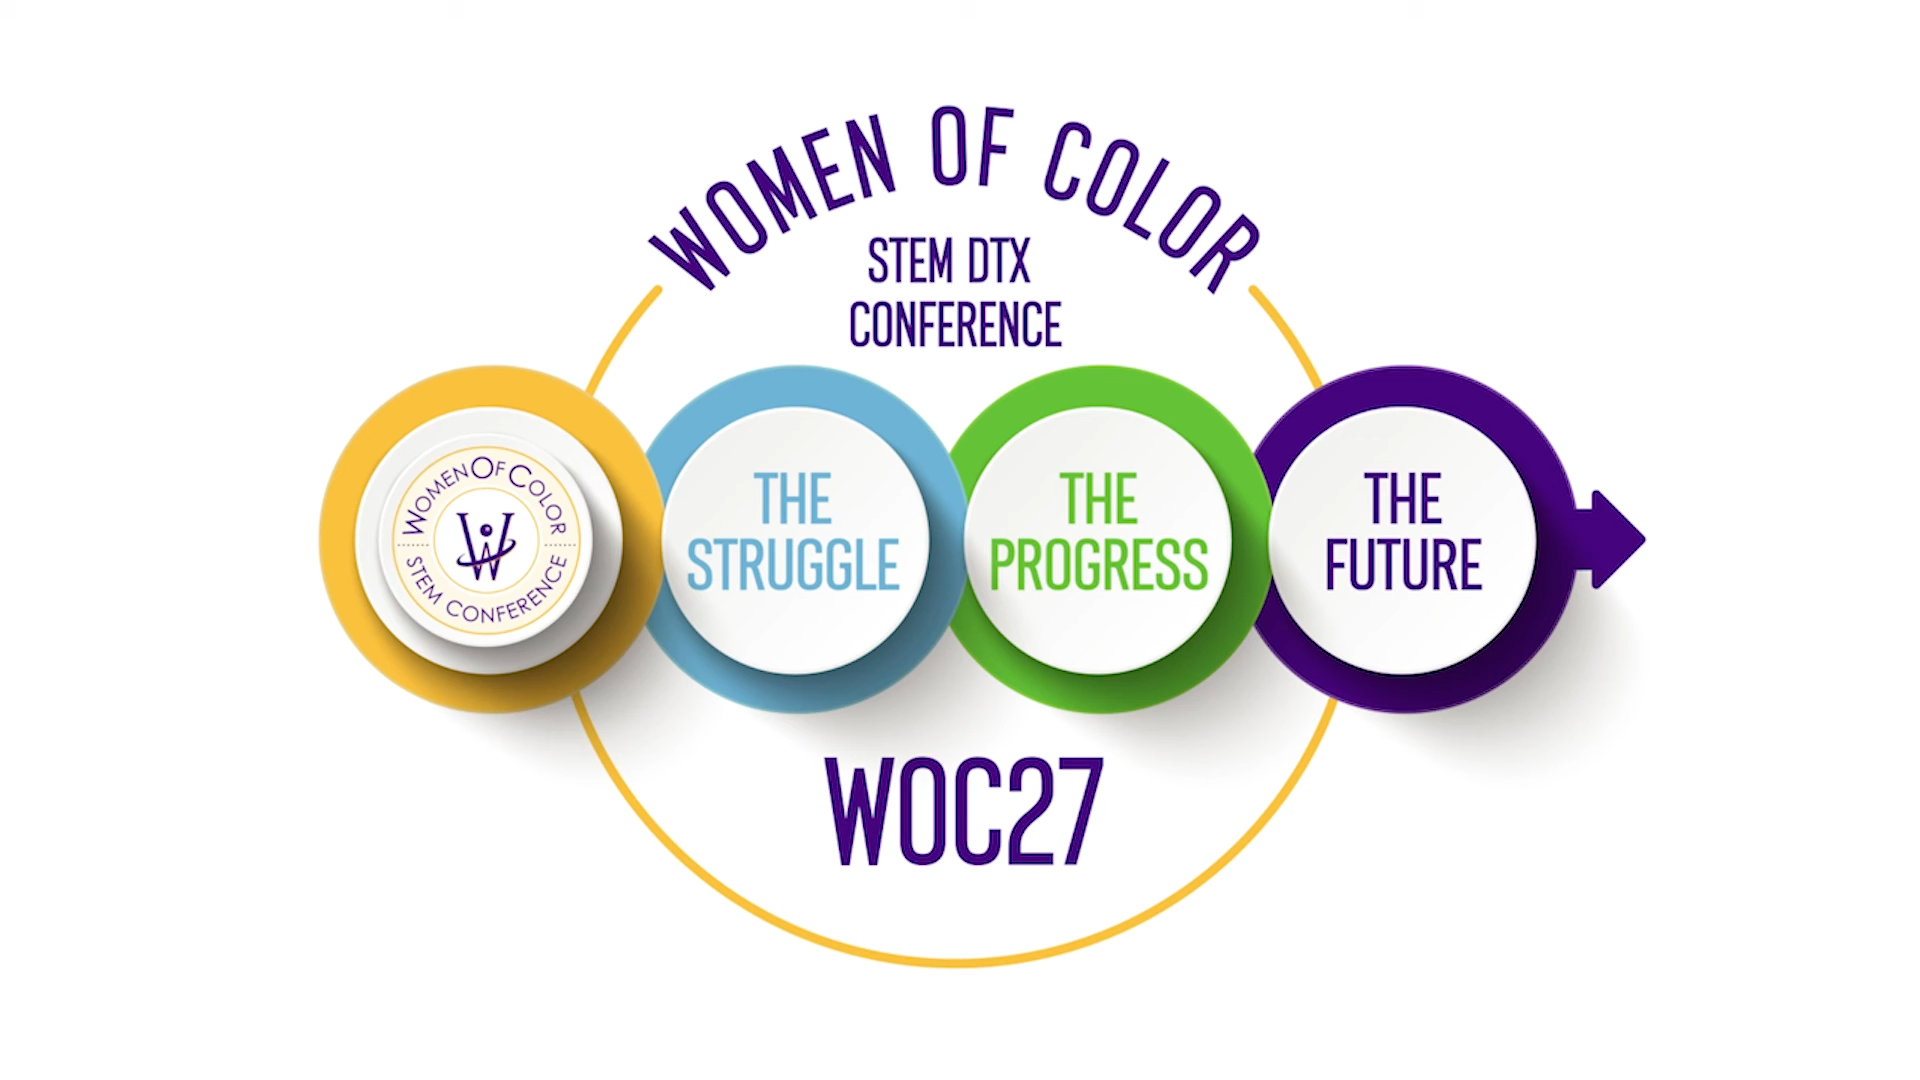 WOMEN OF COLOR
STEM DTX
CONFERENCE
WOMEN OF COLOR
W
STEM CONFERENCE
THE
STRUGGLE
THE
PROGRESS
THE
FUTURE
WOC27